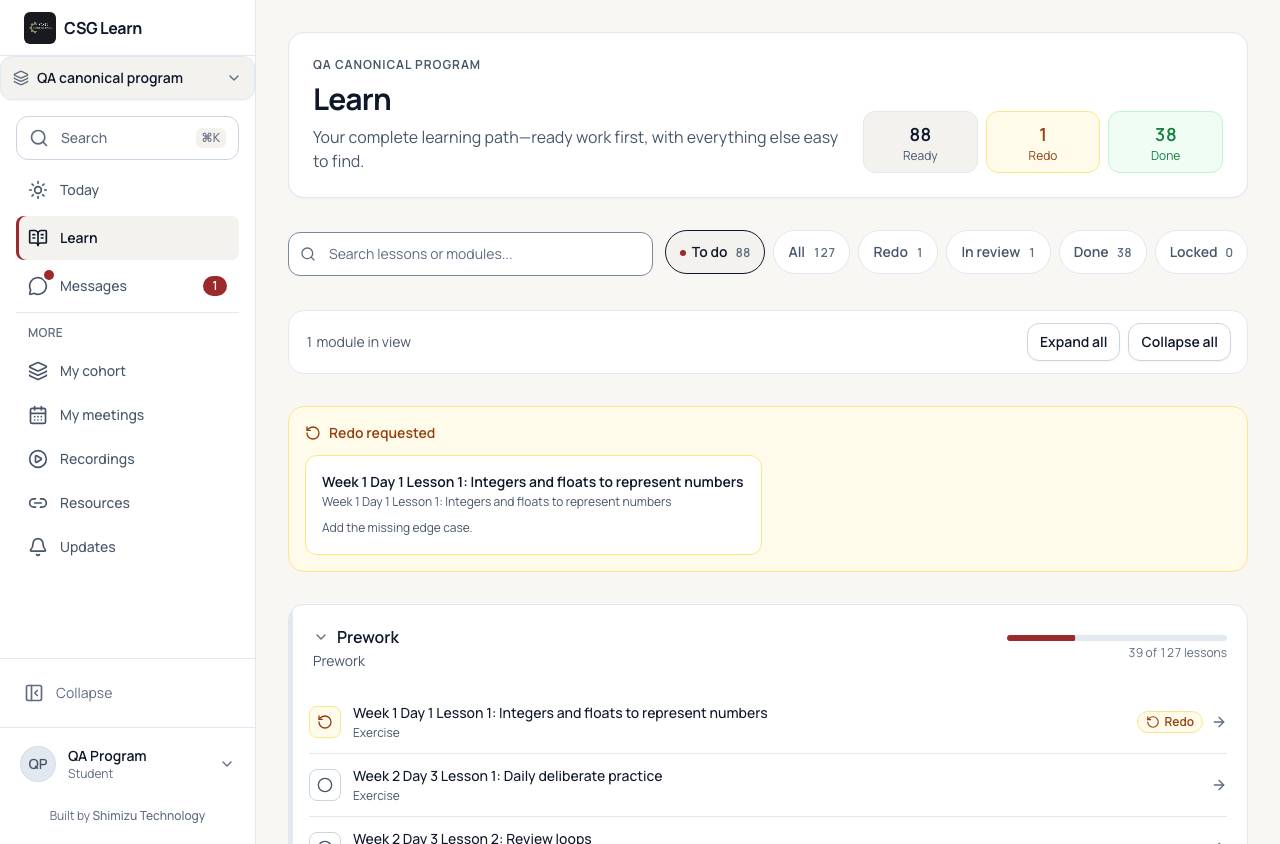 CSG Learn
QA canonical program
Search ⌘K
Today
Learn
Messages 1
MORE
My cohort
My meetings
Recordings
Resources
Updates
Collapse
QP
QA Program
Student
Built by Shimizu Technology
QA CANONICAL PROGRAM
Learn
Your complete learning path—ready work first, with everything else easy
to find.
88
Ready
1
Redo
38
Done
Search lessons or modules...
To do 88
All 127
Redo 1
In review 1
Done 38
Locked 0
1 module in view
Expand all
Collapse all
Redo requested
Week 1 Day 1 Lesson 1: Integers and floats to represent numbers
Week 1 Day 1 Lesson 1: Integers and floats to represent numbers
Add the missing edge case.
Prework
Prework
39 of 127 lessons
Week 1 Day 1 Lesson 1: Integers and floats to represent numbers
Exercise
Redo
Week 2 Day 3 Lesson 1: Daily deliberate practice
Exercise
Week 2 Day 3 Lesson 2: Review loops